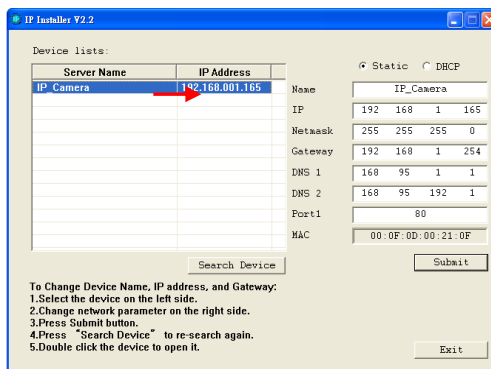 IP Installer V2.2
Device lists:
Static DHCP
Server Name IP Address
IP_Camera 192.168.001.165
Name IP_Camera
IP 192 168 1 165
Netmask 255 255 255 0
Gateway 192 168 1 254
DNS 1 168 95 1 1
DNS 2 168 95 192 1
Port1 80
MAC 00:0F:0D:00:21:0F
Search Device
Submit
To Change Device Name, IP address, and Gateway:
1.Select the device on the left side.
2.Change network parameter on the right side.
3.Press Submit button.
4.Press “Search Device” to re-search again.
5.Double click the device to open it.
Exit